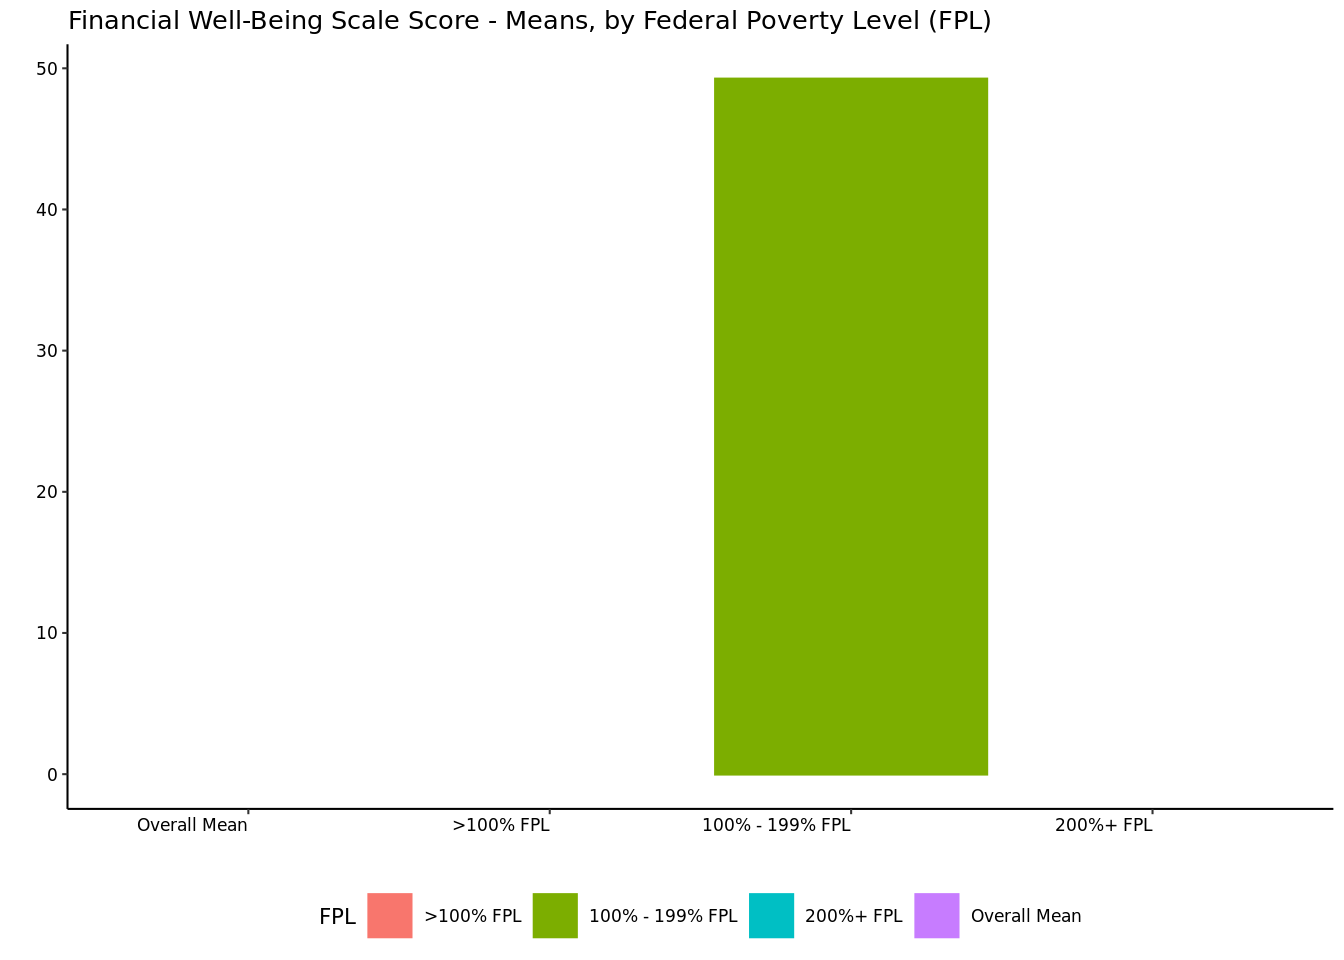 Financial Well-Being Scale Score - Means, by Federal Poverty Level (FPL)
50
40
30
20
10
0
Overall Mean >100% FPL 100% - 199% FPL 200%+ FPL
FPL >100% FPL 100% - 199% FPL 200%+ FPL Overall Mean